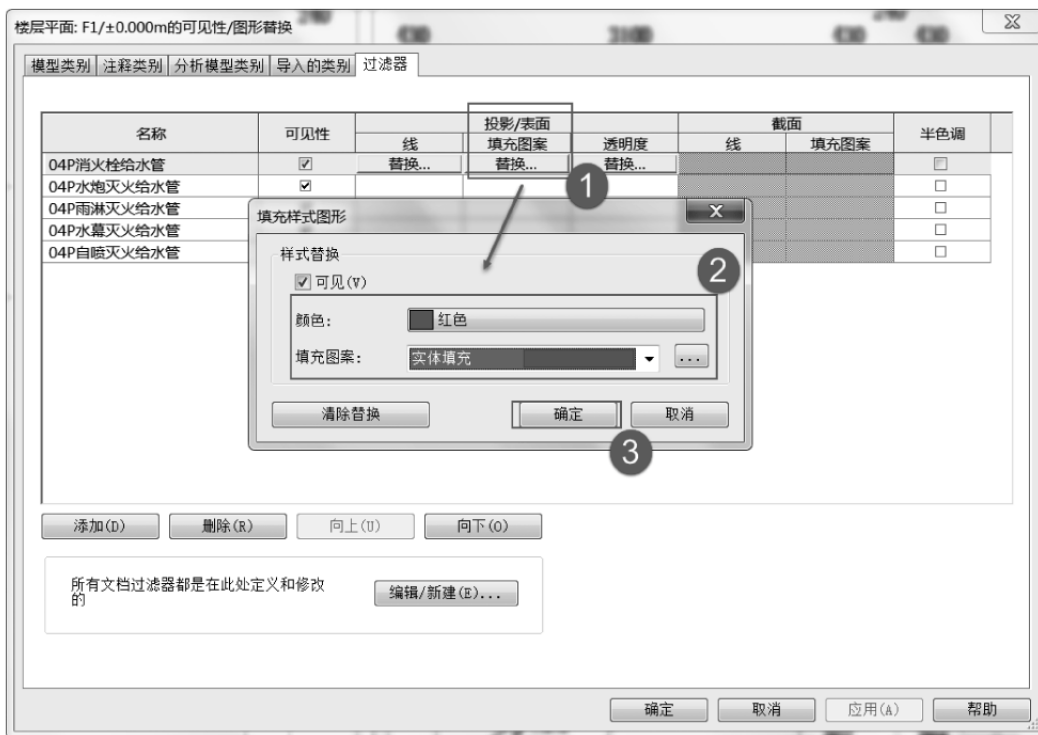 楼层平面: F1/±0.000m的可见性/图形替换
模型类别 注释类别 分析模型类别 导入的类别 过滤器
名称 可见性 投影/表面 截面 半色调
线 填充图案 透明度 线 填充图案
04P消火栓给水管 替换... 替换... 替换...
04P水炮灭火给水管
04P雨淋灭火给水管
04P水幕灭火给水管
04P自喷灭火给水管
1
填充样式图形
样式替换
2
可见(V)
颜色: 红色
填充图案: 实体填充 ...
清除替换 确定 取消
3
添加(D) 删除(R) 向上(U) 向下(O)
所有文档过滤器都是在此处定义和修改
的
编辑/新建(E)...
确定 取消 应用(A) 帮助